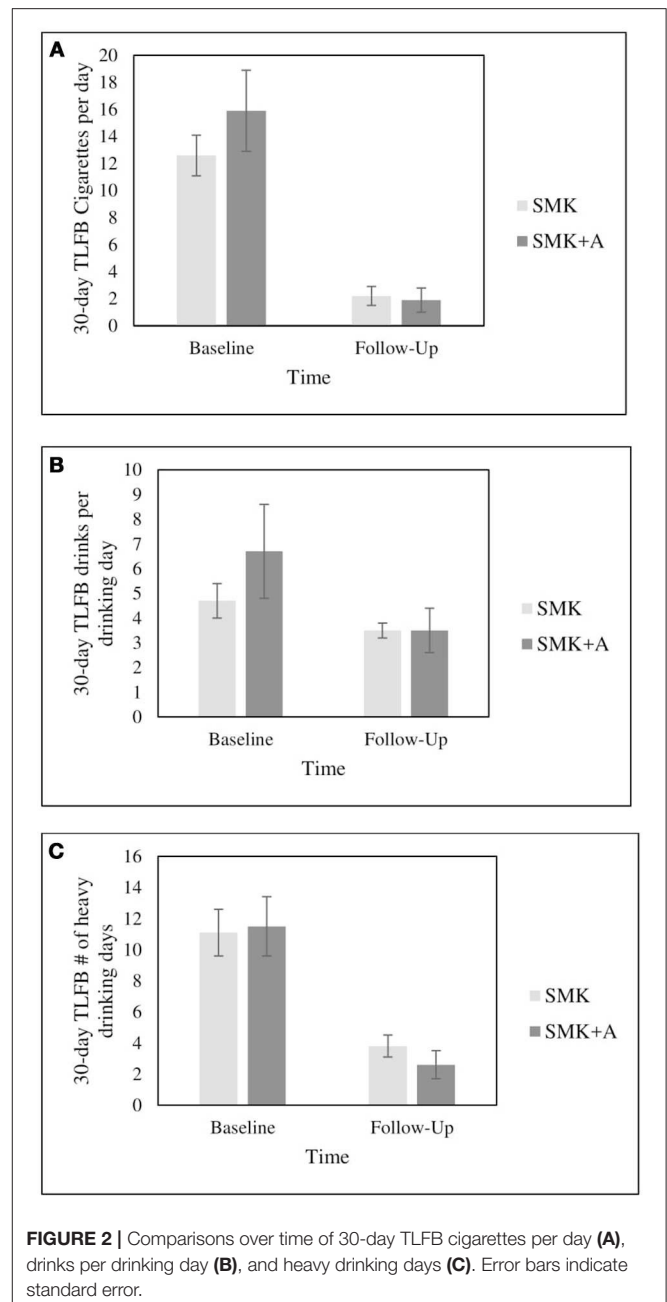 A
30-day TLFB Cigarettes per day
20
18
16
14
12
10
8
6
4
2
0
Baseline
Follow-Up
Time
SMK
SMK+A
B
30-day TLFB drinks per
drinking day
10
9
8
7
6
5
4
3
2
1
0
Baseline
Follow-Up
Time
SMK
SMK+A
C
30-day TLFB # of heavy
drinking days
16
14
12
10
8
6
4
2
0
Baseline
Follow-Up
Time
SMK
SMK+A
FIGURE 2 | Comparisons over time of 30-day TLFB cigarettes per day (A),
drinks per drinking day (B), and heavy drinking days (C). Error bars indicate
standard error.